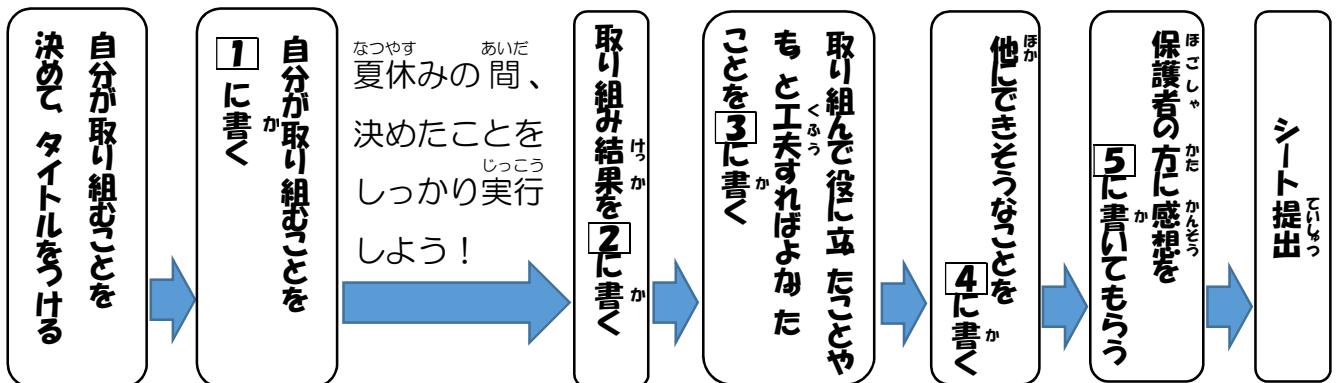 自分が取り組むことを
決めて、タイトルをつける
自分が取り組むことを
1に書く
夏休みの間、
決めたことを
しっかり実行
しよう！
取り組み結果を2に書く
取り組んで役に立ったことや
もっと工夫すればよかった
ことを3に書く
他にできそうなことを
4に書く
保護者の方に感想を
5に書いてもらう
シート提出